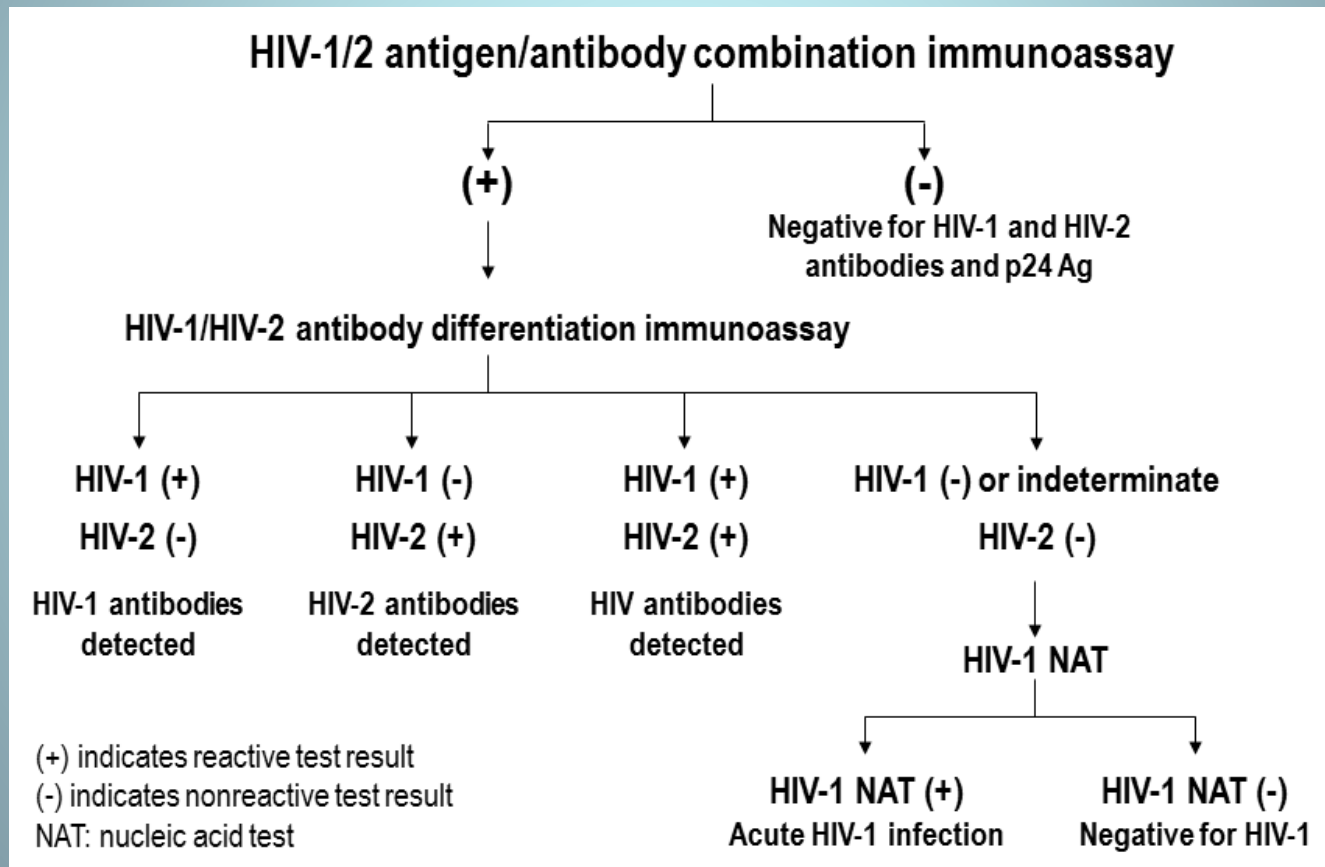 HIV-1/2 antigen/antibody combination immunoassay
(+)
(-)
Negative for HIV-1 and HIV-2
antibodies and p24 Ag
HIV-1/HIV-2 antibody differentiation immunoassay
HIV-1 (+)
HIV-2 (-)
HIV-1 antibodies
detected
HIV-1 (-)
HIV-2 (+)
HIV-2 antibodies
detected
HIV-1 (+)
HIV-2 (+)
HIV antibodies
detected
HIV-1 (-) or indeterminate
HIV-2 (-)
HIV-1 NAT
HIV-1 NAT (+)
Acute HIV-1 infection
HIV-1 NAT (-)
Negative for HIV-1
(+) indicates reactive test result
(-) indicates nonreactive test result
NAT: nucleic acid test